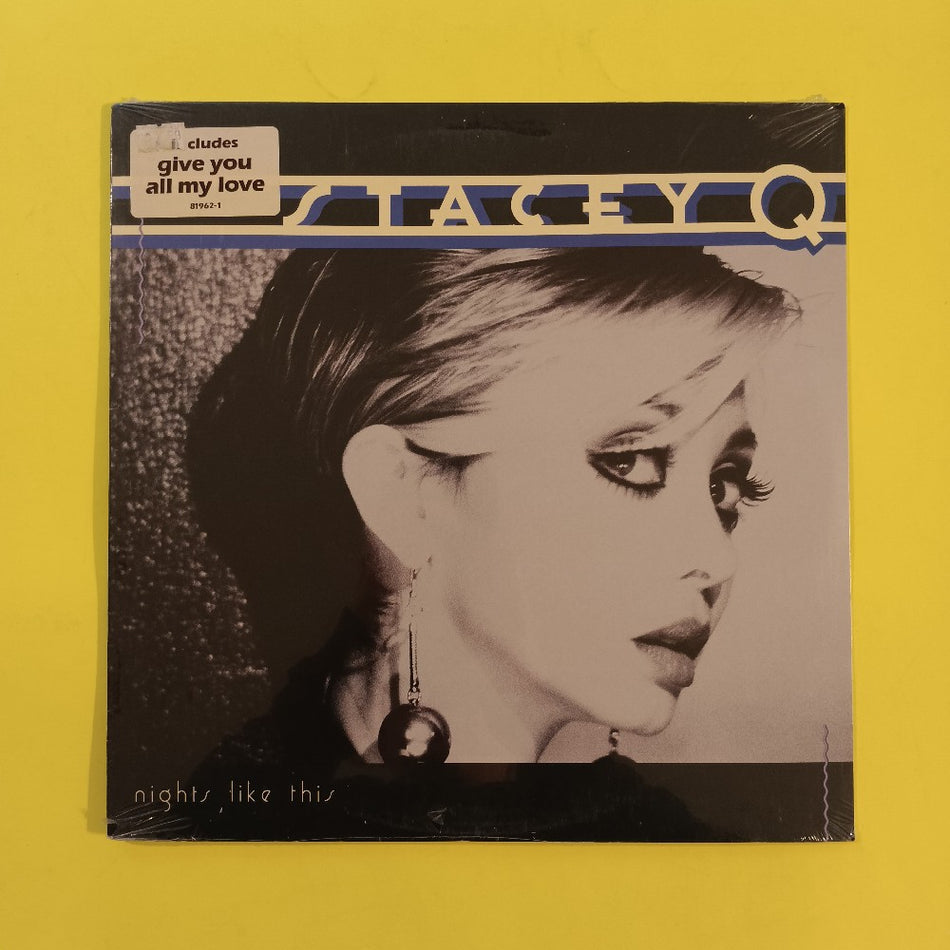 cludes
give you
all my love
81962-1
STACEY Q
nights like this